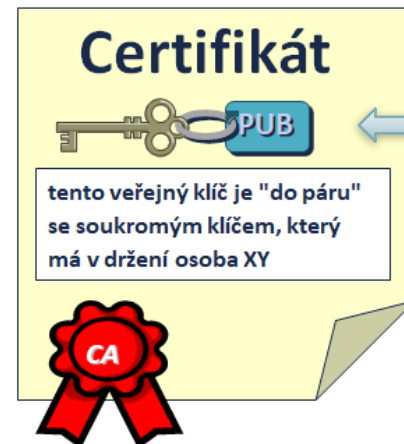 Certifikát
PUB
tento veřejný klíč je "do páru"
se soukromým klíčem, který
má v držení osoba XY
CA